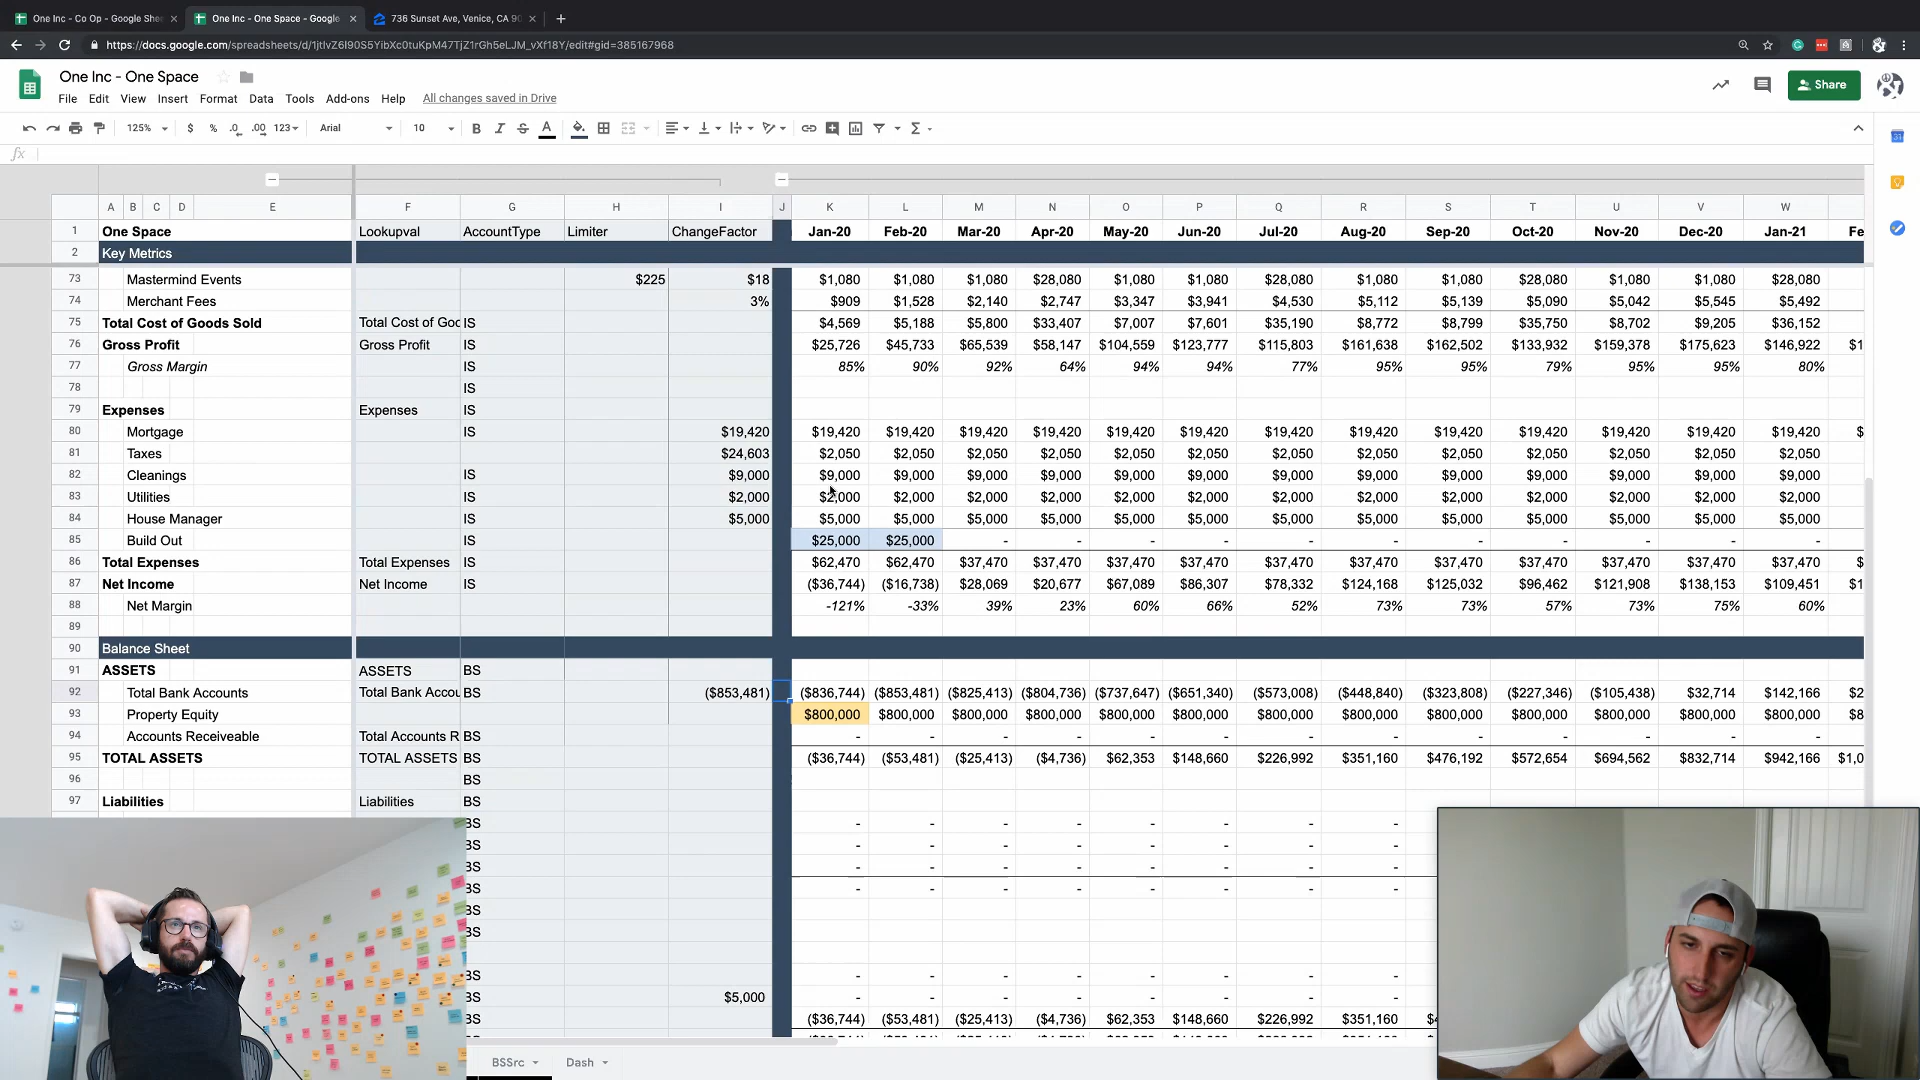 One Inc - Co Op - Google She
One Inc - One Space - Google
736 Sunset Ave, Venice, CA 90
https://docs.google.com/spreadsheets/d/1jtIvZ6I90S5YibXc0tuKpM47TjZ1rGh5eLJM_vXf18Y/edit#gid=385167968
One Inc - One Space
File Edit View Insert Format Data Tools Add-ons Help All changes saved in Drive
Share
125% $ % .0 .00 123 Arial 10 B I S A
fx
A B C D E F G H I J K L M N O P Q R S T U V W
1 One Space Lookupval AccountType Limiter ChangeFactor Jan-20 Feb-20 Mar-20 Apr-20 May-20 Jun-20 Jul-20 Aug-20 Sep-20 Oct-20 Nov-20 Dec-20 Jan-21 Fe
2 Key Metrics
73 Mastermind Events $225 $18 $1,080 $1,080 $1,080 $28,080 $1,080 $1,080 $28,080 $1,080 $1,080 $28,080 $1,080 $1,080 $28,080
74 Merchant Fees 3% $909 $1,528 $2,140 $2,747 $3,347 $3,941 $4,530 $5,112 $5,139 $5,090 $5,042 $5,545 $5,492
75 Total Cost of Goods Sold Total Cost of Goo IS $4,569 $5,188 $5,800 $33,407 $7,007 $7,601 $35,190 $8,772 $8,799 $35,750 $8,702 $9,205 $36,152
76 Gross Profit Gross Profit IS $25,726 $45,733 $65,539 $58,147 $104,559 $123,777 $115,803 $161,638 $162,502 $133,932 $159,378 $175,623 $146,922 $1
77 Gross Margin IS 85% 90% 92% 64% 94% 94% 77% 95% 95% 79% 95% 95% 80%
78 IS
79 Expenses Expenses IS
80 Mortgage IS $19,420 $19,420 $19,420 $19,420 $19,420 $19,420 $19,420 $19,420 $19,420 $19,420 $19,420 $19,420 $19,420 $19,420 $
81 Taxes $24,603 $2,050 $2,050 $2,050 $2,050 $2,050 $2,050 $2,050 $2,050 $2,050 $2,050 $2,050 $2,050 $2,050
82 Cleanings IS $9,000 $9,000 $9,000 $9,000 $9,000 $9,000 $9,000 $9,000 $9,000 $9,000 $9,000 $9,000 $9,000 $9,000
83 Utilities IS $2,000 $2,000 $2,000 $2,000 $2,000 $2,000 $2,000 $2,000 $2,000 $2,000 $2,000 $2,000 $2,000 $2,000
84 House Manager IS $5,000 $5,000 $5,000 $5,000 $5,000 $5,000 $5,000 $5,000 $5,000 $5,000 $5,000 $5,000 $5,000 $5,000
85 Build Out IS $25,000 $25,000 - - - - - - - - - - -
86 Total Expenses Total Expenses IS $62,470 $62,470 $37,470 $37,470 $37,470 $37,470 $37,470 $37,470 $37,470 $37,470 $37,470 $37,470 $37,470 $
87 Net Income Net Income IS ($36,744) ($16,738) $28,069 $20,677 $67,089 $86,307 $78,332 $124,168 $125,032 $96,462 $121,908 $138,153 $109,451 $1
88 Net Margin -121% -33% 39% 23% 60% 66% 52% 73% 73% 57% 73% 75% 60%
89
90 Balance Sheet
91 ASSETS ASSETS BS
92 Total Bank Accounts Total Bank Accou BS ($853,481) ($836,744) ($853,481) ($825,413) ($804,736) ($737,647) ($651,340) ($573,008) ($448,840) ($323,808) ($227,346) ($105,438) $32,714 $142,166 $2
93 Property Equity $800,000 $800,000 $800,000 $800,000 $800,000 $800,000 $800,000 $800,000 $800,000 $800,000 $800,000 $800,000 $800,000 $8
94 Accounts Receiveable Total Accounts R BS - - - - - - - - - - - - -
95 TOTAL ASSETS TOTAL ASSETS BS ($36,744) ($53,481) ($25,413) ($4,736) $62,353 $148,660 $226,992 $351,160 $476,192 $572,654 $694,562 $832,714 $942,166 $1,0
96 BS
97 Liabilities Liabilities BS
BS - - - - - - - -
BS - - - - - - - -
BS - - - - - - - -
BS - - - - - - - -
BS
BS
BS - - - - - - - -
BS $5,000 - - - - - - - -
BS ($36,744) ($53,481) ($25,413) ($4,736) $62,353 $148,660 $226,992 $351,160
BSSrc Dash